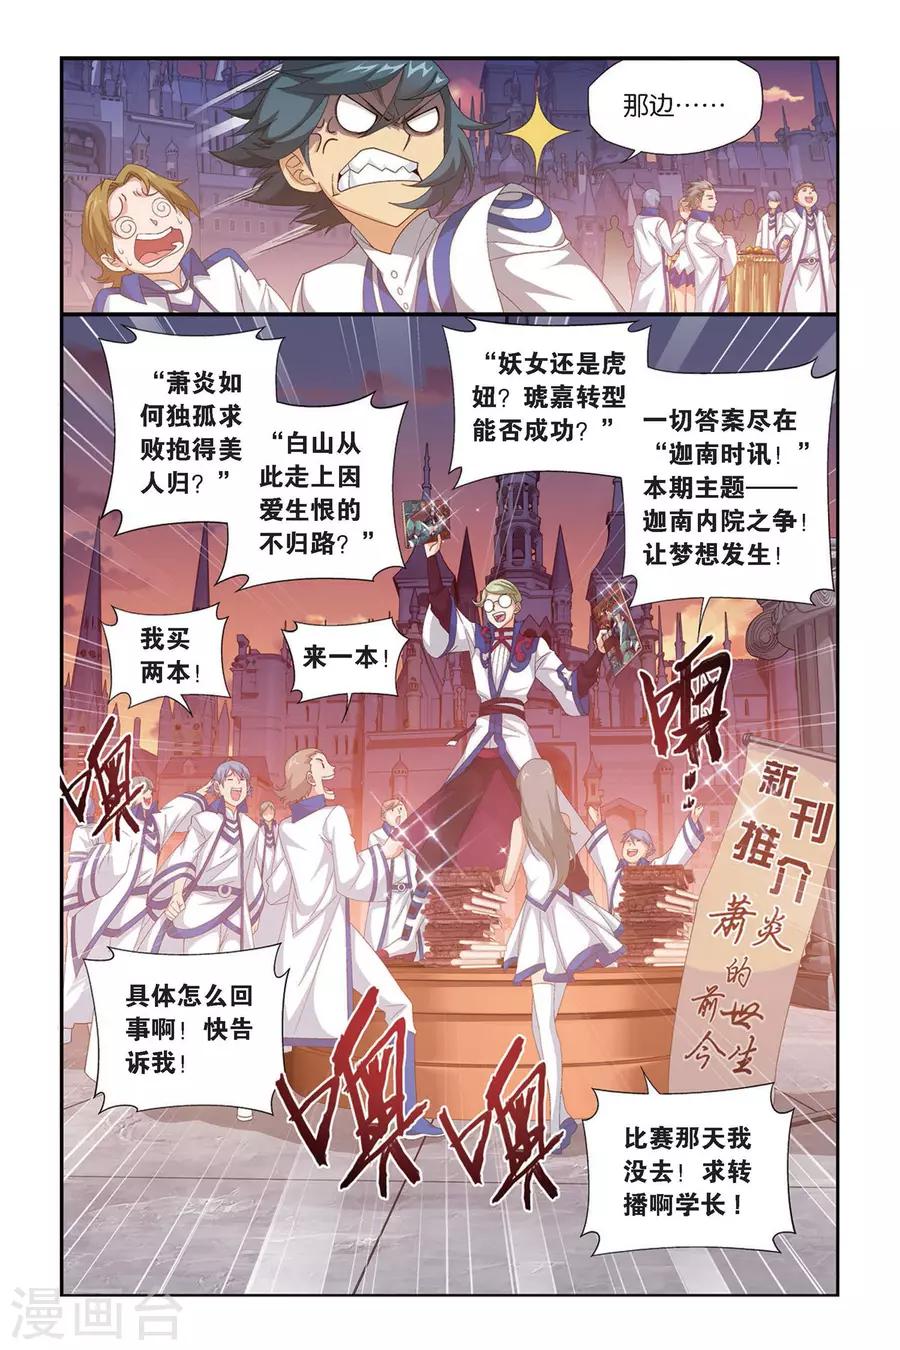 那边……
“萧炎如
何独孤求
败抱得美
人归？”
“白山从
此走上因
爱生恨的
不归路？”
“妖女还是虎
妞？琥嘉转型
能否成功？”
一切答案尽在
“迦南时讯！”
本期主题——
迦南内院之争！
让梦想发生！
我买
两本！
来一本！
嗅
嗅
新刊
推介
萧炎
的
前世
今生
具体怎么回
事啊！快告
诉我！
嗅
嗅
比赛那天我
没去！求转
播啊学长！
漫画台